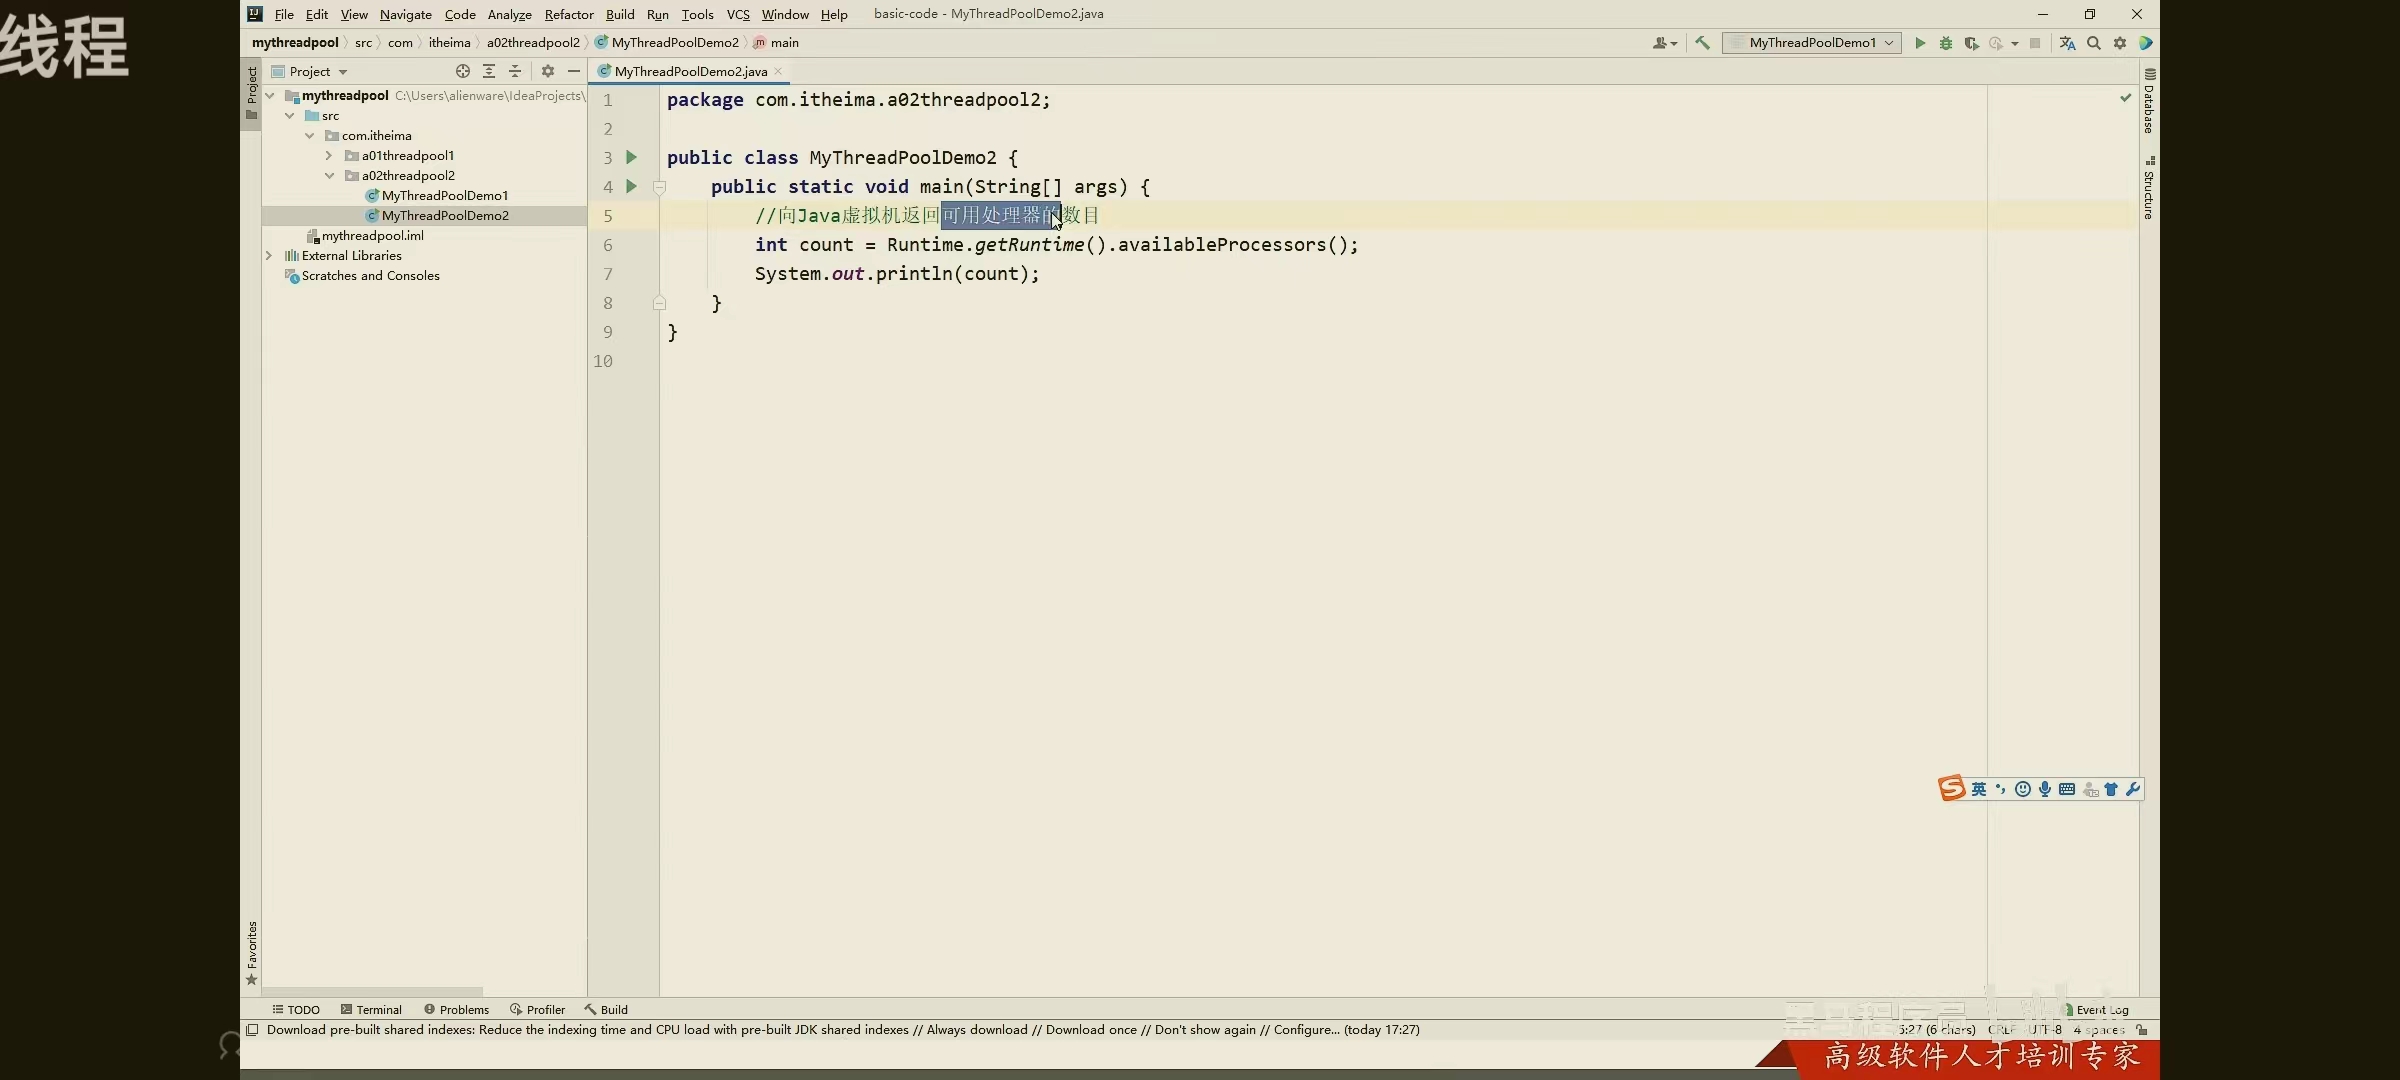 线程
File Edit View Navigate Code Analyze Refactor Build Run Tools VCS Window Help basic-code - MyThreadPoolDemo2.java
mythreadpool src com itheima a02threadpool2 MyThreadPoolDemo2 main MyThreadPoolDemo1
Project
MyThreadPoolDemo2.java
Project
mythreadpool C:\Users\alienware\IdeaProjects\
src
com.itheima
a01threadpool1
a02threadpool2
MyThreadPoolDemo1
MyThreadPoolDemo2
mythreadpool.iml
External Libraries
Scratches and Consoles
1 package com.itheima.a02threadpool2;
2
3 public class MyThreadPoolDemo2 {
4 public static void main(String[] args) {
5 //向Java虚拟机返回可用处理器的数目
6 int count = Runtime.getRuntime().availableProcessors();
7 System.out.println(count);
8 }
9 }
10
Database
Structure
英
Favorites
TODO Terminal Problems Profiler Build Event Log
Download pre-built shared indexes: Reduce the indexing time and CPU load with pre-built JDK shared indexes // Always download // Download once // Don't show again // Configure... (today 17:27) 5:27 (6 chars) CRLF UTF-8 4 spaces
黑马程序员
高级软件人才培训专家